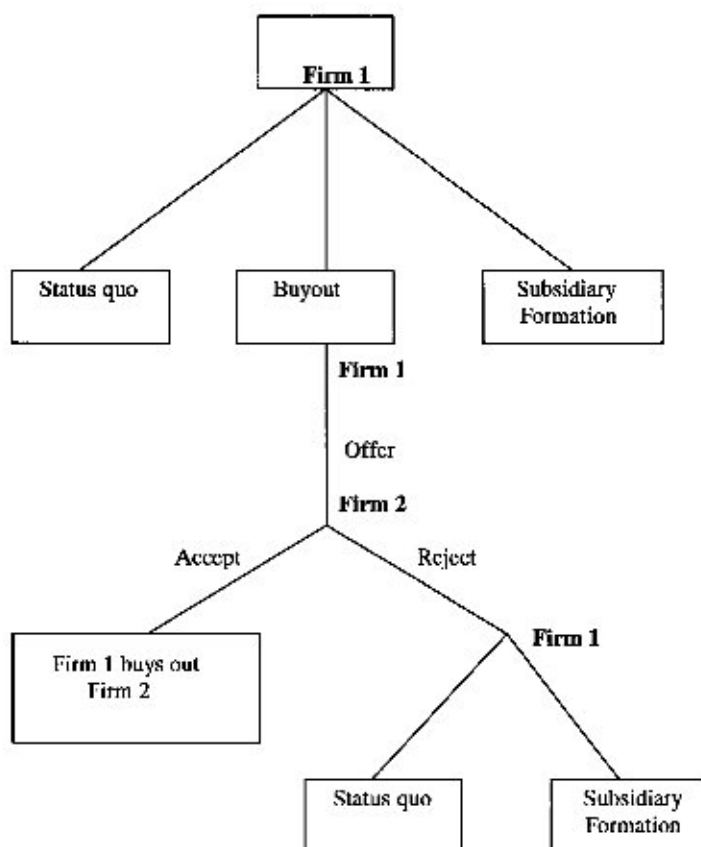 Firm 1
Status quo
Buyout
Subsidiary
Formation
Firm 1
Offer
Firm 2
Accept
Reject
Firm 1 buys out
Firm 2
Firm 1
Status quo
Subsidiary
Formation